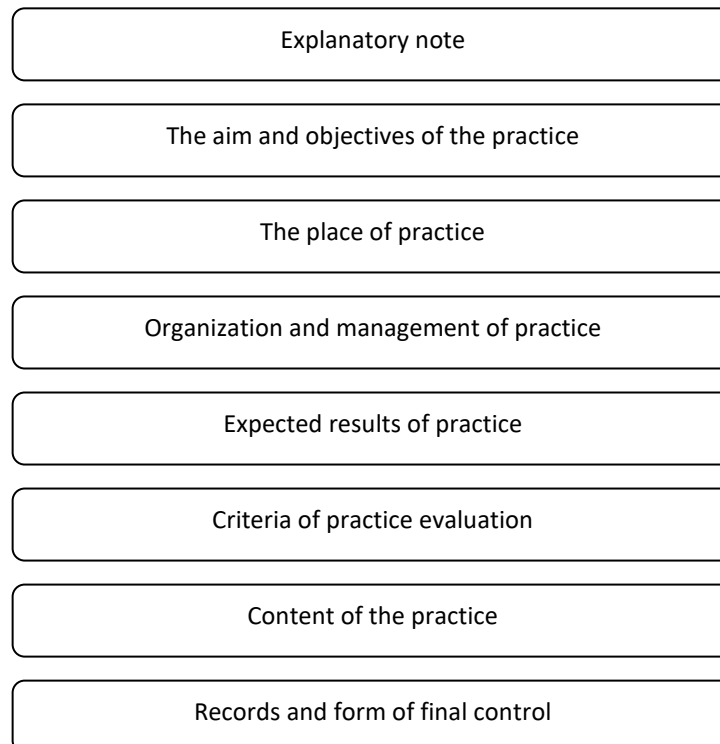 Explanatory note
The aim and objectives of the practice
The place of practice
Organization and management of practice
Expected results of practice
Criteria of practice evaluation
Content of the practice
Records and form of final control